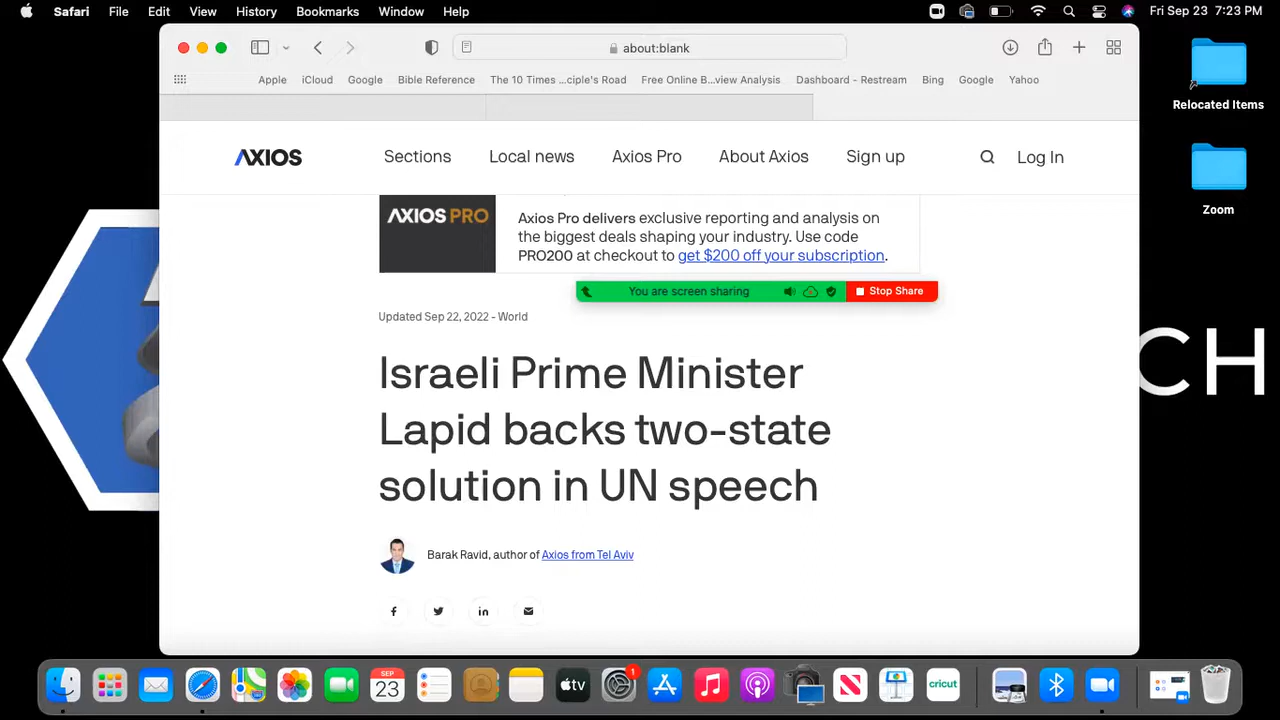 Safari File Edit View History Bookmarks Window Help Fri Sep 23 7:23 PM
about:blank
Apple iCloud Google Bible Reference The 10 Times ...ciple's Road Free Online B...view Analysis Dashboard - Restream Bing Google Yahoo
Relocated Items
AXIOS Sections Local news Axios Pro About Axios Sign up Log In
Zoom
AXIOS PRO
Axios Pro delivers exclusive reporting and analysis on
the biggest deals shaping your industry. Use code
PRO200 at checkout to get $200 off your subscription.
You are screen sharing Stop Share
Updated Sep 22, 2022 - World
Israeli Prime Minister
Lapid backs two-state
solution in UN speech
CH
Barak Ravid, author of Axios from Tel Aviv
1
SEP
23
tv
cricut